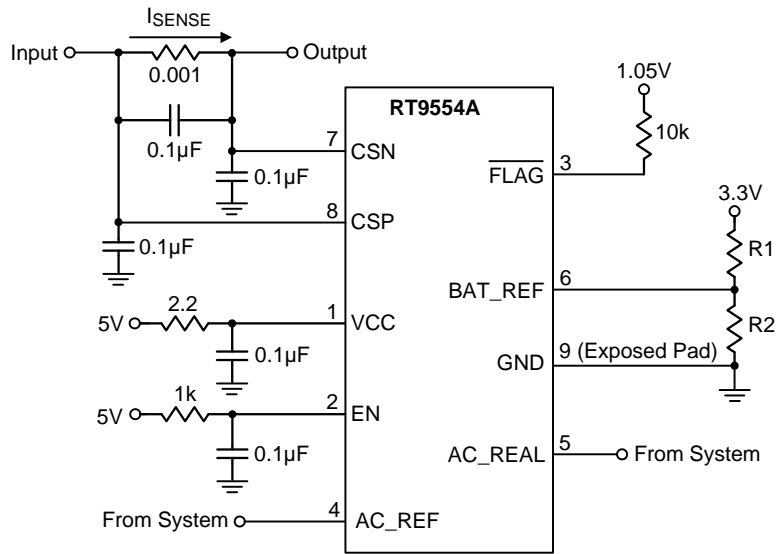 I_SENSE
Input
Output
0.001
0.1µF
0.1µF
0.1µF
7
CSN
8
CSP
RT9554A
1.05V
10k
3
FLAG
3.3V
R1
6
BAT_REF
R2
2.2
5V
1
VCC
0.1µF
GND
9 (Exposed Pad)
1k
5V
2
EN
0.1µF
AC_REAL
5
From System
From System
4
AC_REF